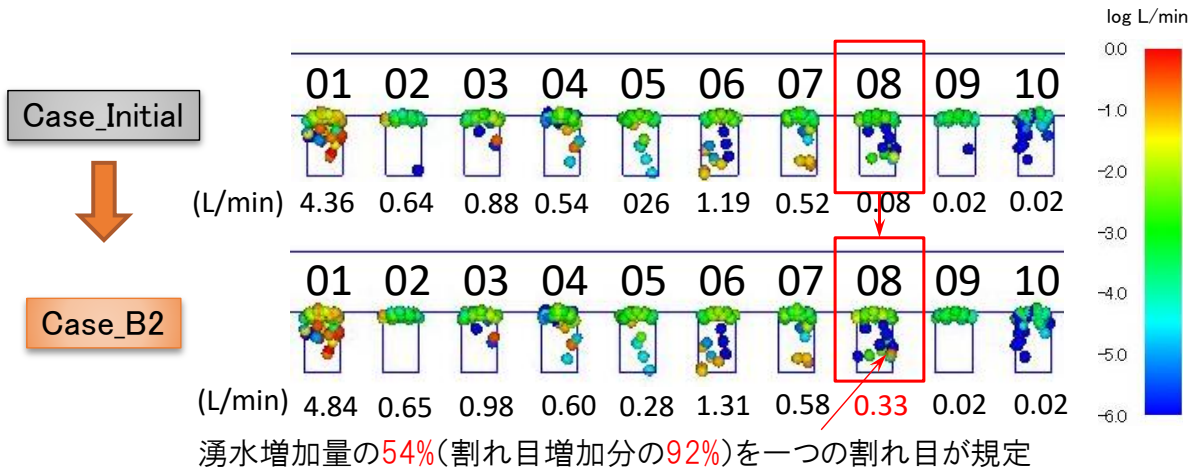 log L/min
0.0
01 02 03 04 05 06 07 08 09 10
Case_Initial
-1.0
-2.0
(L/min) 4.36 0.64 0.88 0.54 026 1.19 0.52 0.08 0.02 0.02
-3.0
01 02 03 04 05 06 07 08 09 10
-4.0
Case_B2
-5.0
(L/min) 4.84 0.65 0.98 0.60 0.28 1.31 0.58 0.33 0.02 0.02
-6.0
湧水増加量の54%(割れ目増加分の92%)を一つの割れ目が規定